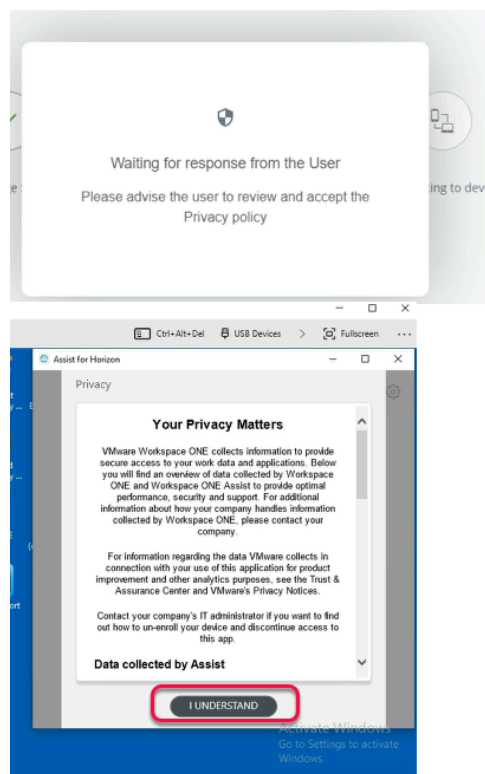 Waiting for response from the User
Please advise the user to review and accept the
Privacy policy
ing to dev
Ctrl+Alt+Del USB Devices > Fullscreen ...
Assist for Horizon
Privacy
Your Privacy Matters
VMware Workspace ONE collects information to provide
secure access to your work data and applications. Below
you will find an overview of data collected by Workspace
ONE and Workspace ONE Assist to provide optimal
performance, security and support. For additional
information about how your company handles information
collected by Workspace ONE, please contact your
company.
For information regarding the data VMware collects in
connection with your use of this application for product
improvement and other analytics purposes, see the Trust &
Assurance Center and VMware's Privacy Notices.
Contact your company's IT administrator if you want to find
out how to un-enroll your device and discontinue access to
this app.
Data collected by Assist
I UNDERSTAND
Activate Windows
Go to Settings to activate
Windows.